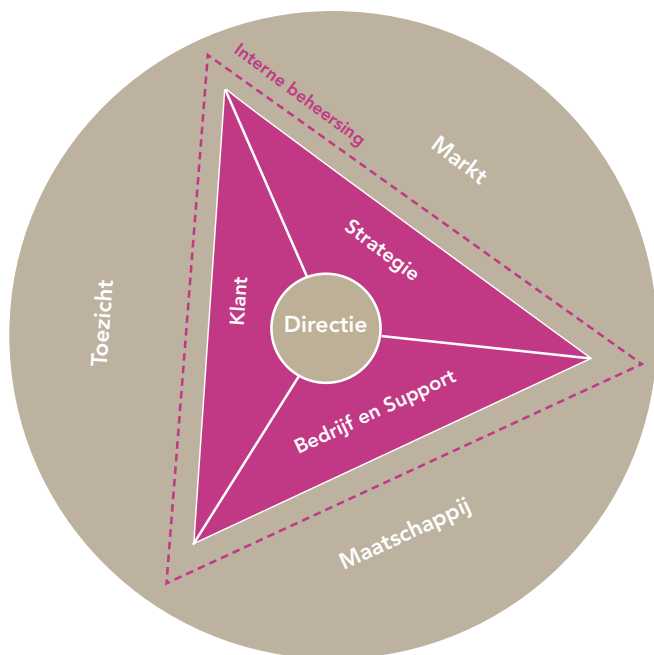 Interne beheersing
Markt
Strategie
Klant
Toezicht
Directie
Bedrijf en Support
Maatschappij